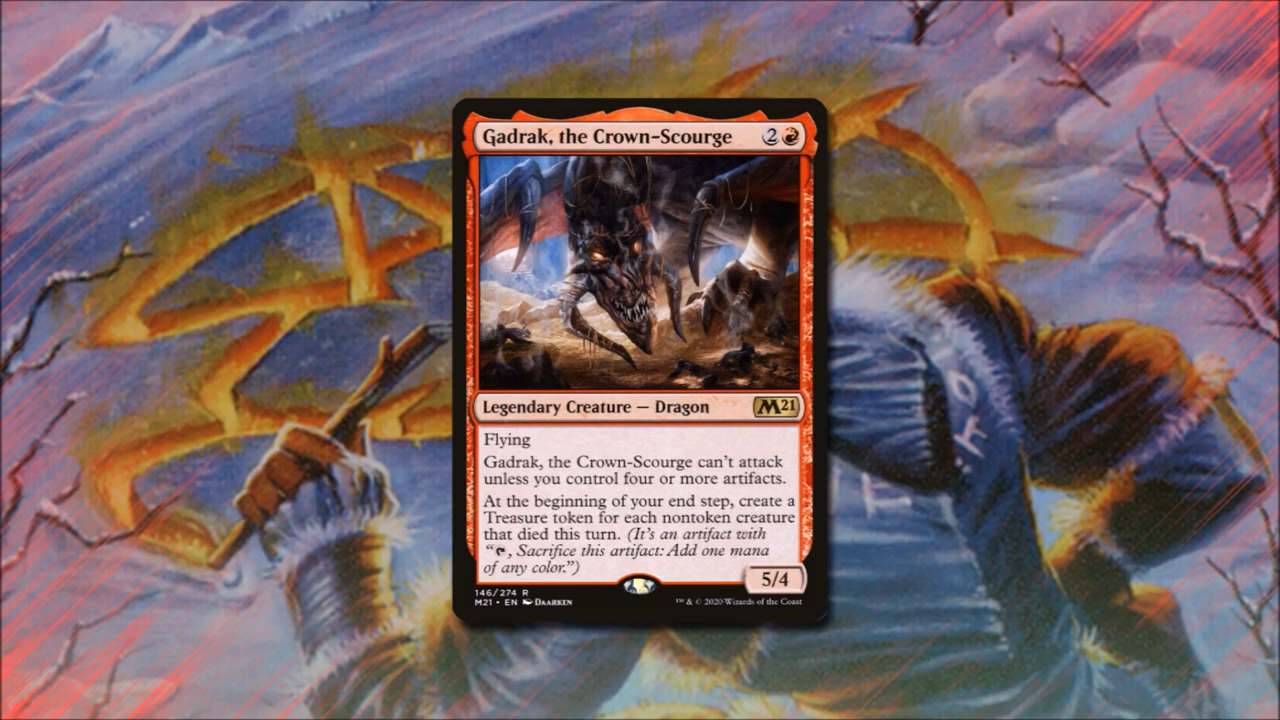 Gadrak, the Crown-Scourge 2
Legendary Creature — Dragon M21
Flying
Gadrak, the Crown-Scourge can't attack
unless you control four or more artifacts.
At the beginning of your end step, create a
Treasure token for each nontoken creature
that died this turn. (It's an artifact with
“, Sacrifice this artifact: Add one mana
of any color.”)
5/4
146/274 R
M21 • EN DAARKEN
™ & © 2020 Wizards of the Coast